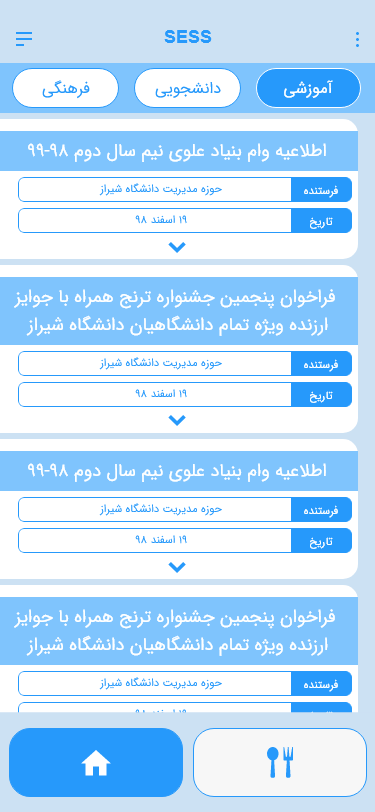 SESS
آموزشی
دانشجویی
فرهنگی
اطلاعیه وام بنیاد علوی نیم سال دوم ۹۸-۹۹
فرستنده
حوزه مدیریت دانشگاه شیراز
تاریخ
۱۹ اسفند ۹۸
فراخوان پنجمین جشنواره ترنج همراه با جوایز
ارزنده ویژه تمام دانشگاهیان دانشگاه شیراز
فرستنده
حوزه مدیریت دانشگاه شیراز
تاریخ
۱۹ اسفند ۹۸
اطلاعیه وام بنیاد علوی نیم سال دوم ۹۸-۹۹
فرستنده
حوزه مدیریت دانشگاه شیراز
تاریخ
۱۹ اسفند ۹۸
فراخوان پنجمین جشنواره ترنج همراه با جوایز
ارزنده ویژه تمام دانشگاهیان دانشگاه شیراز
فرستنده
حوزه مدیریت دانشگاه شیراز